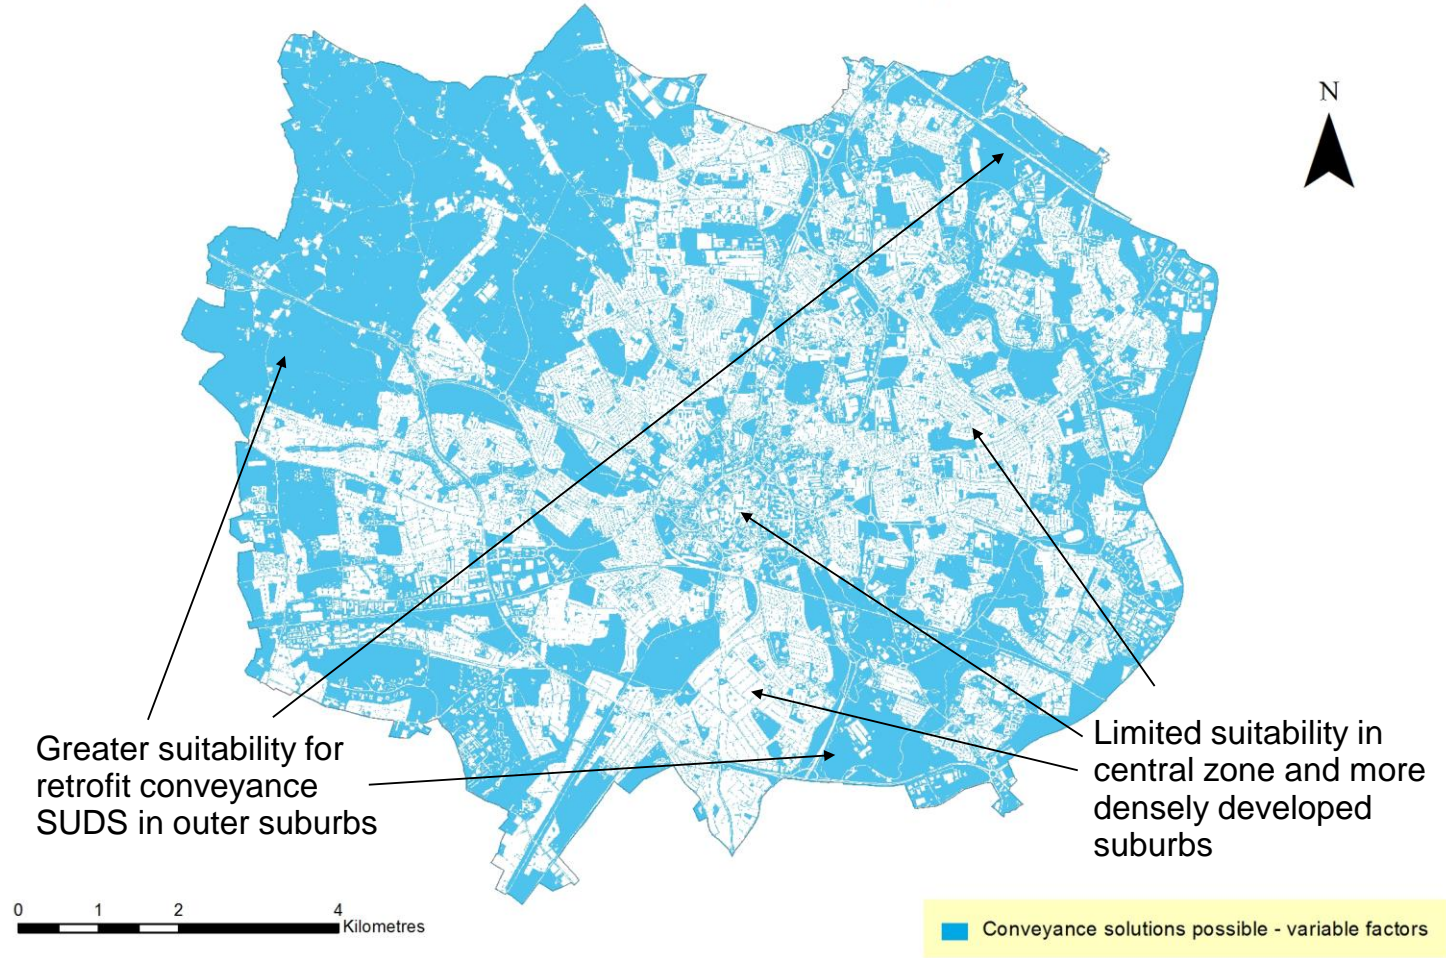 N
Greater suitability for
retrofit conveyance
SUDS in outer suburbs
Limited suitability in
central zone and more
densely developed
suburbs
0 1 2 4
Kilometres
Conveyance solutions possible - variable factors